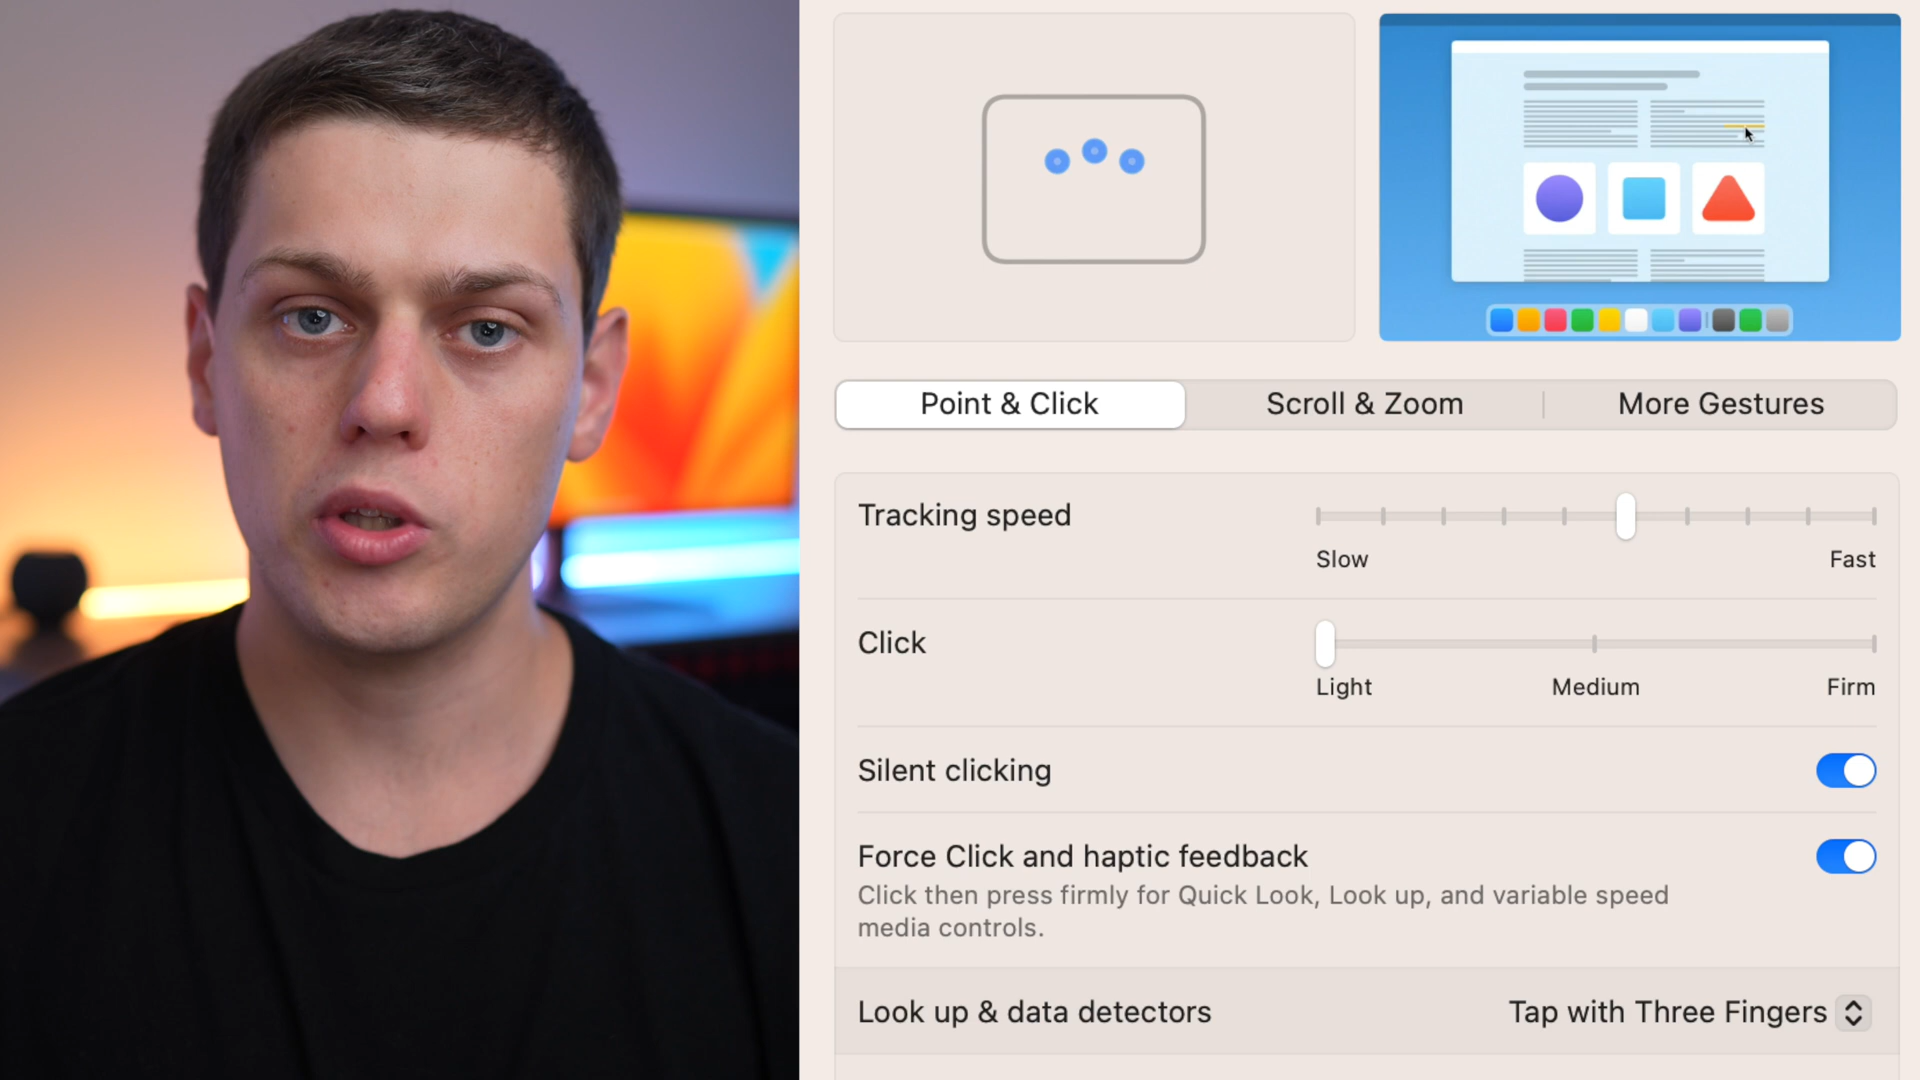 Point & Click
Scroll & Zoom
More Gestures
Tracking speed
Slow
Fast
Click
Light
Medium
Firm
Silent clicking
Force Click and haptic feedback
Click then press firmly for Quick Look, Look up, and variable speed
media controls.
Look up & data detectors
Tap with Three Fingers